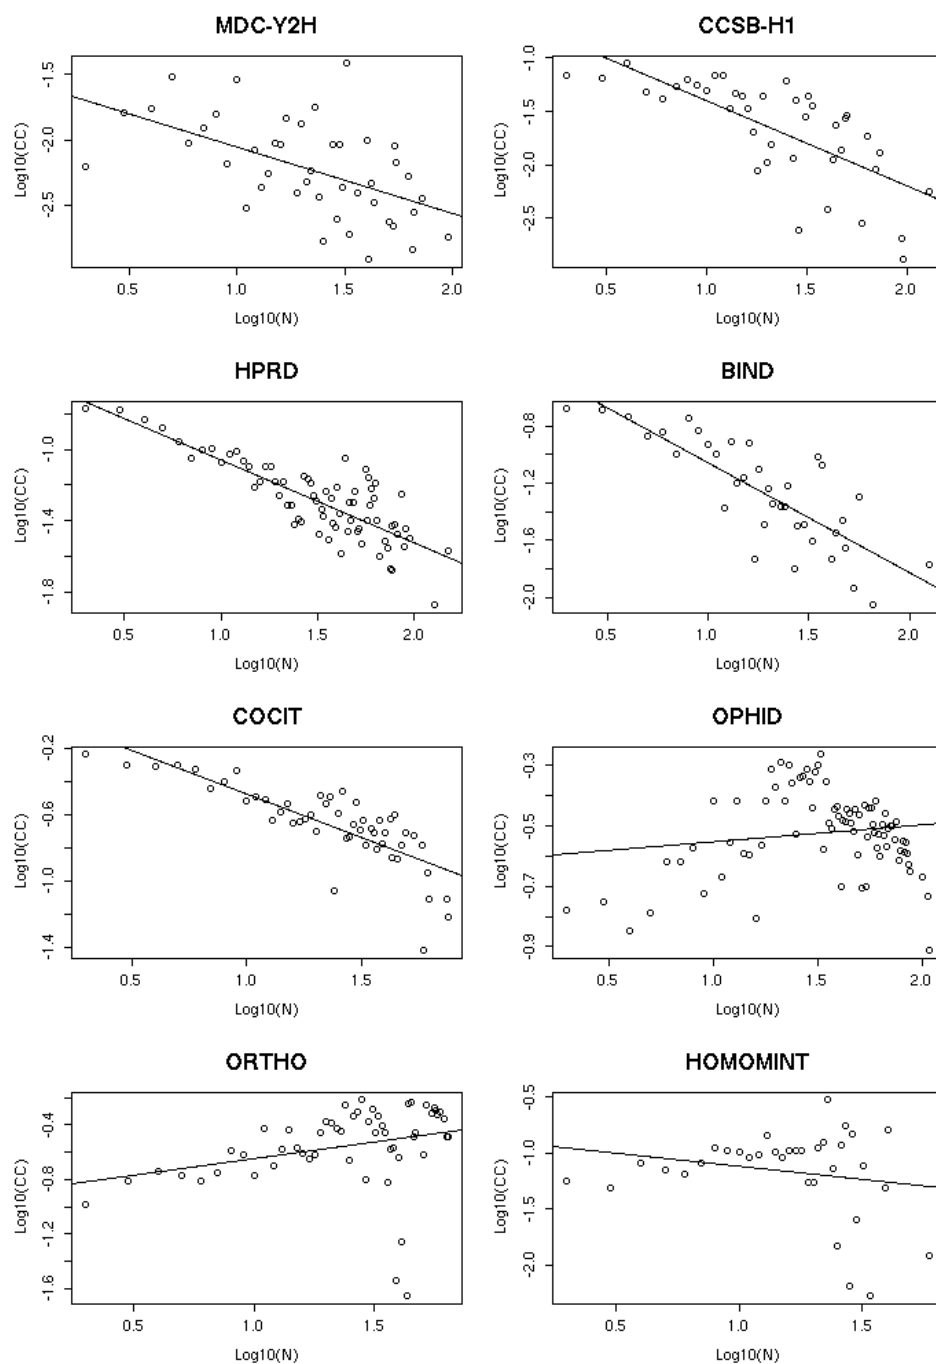 MDC-Y2H
CCSB-H1
Log10(CC)
-1.5
-2.0
-2.5
0.5 1.0 1.5 2.0
Log10(N)
Log10(CC)
-1.0
-1.5
-2.0
-2.5
0.5 1.0 1.5 2.0
Log10(N)
HPRD
BIND
Log10(CC)
-1.0
-1.4
-1.8
0.5 1.0 1.5 2.0
Log10(N)
Log10(CC)
-0.8
-1.2
-1.6
-2.0
0.5 1.0 1.5 2.0
Log10(N)
COCIT
OPHID
Log10(CC)
-0.2
-0.6
-1.0
-1.4
0.5 1.0 1.5
Log10(N)
Log10(CC)
-0.3
-0.5
-0.7
-0.9
0.5 1.0 1.5 2.0
Log10(N)
ORTHO
HOMOMINT
Log10(CC)
-0.4
-0.8
-1.2
-1.6
0.5 1.0 1.5
Log10(N)
Log10(CC)
-0.5
-1.0
-1.5
-2.0
0.5 1.0 1.5
Log10(N)